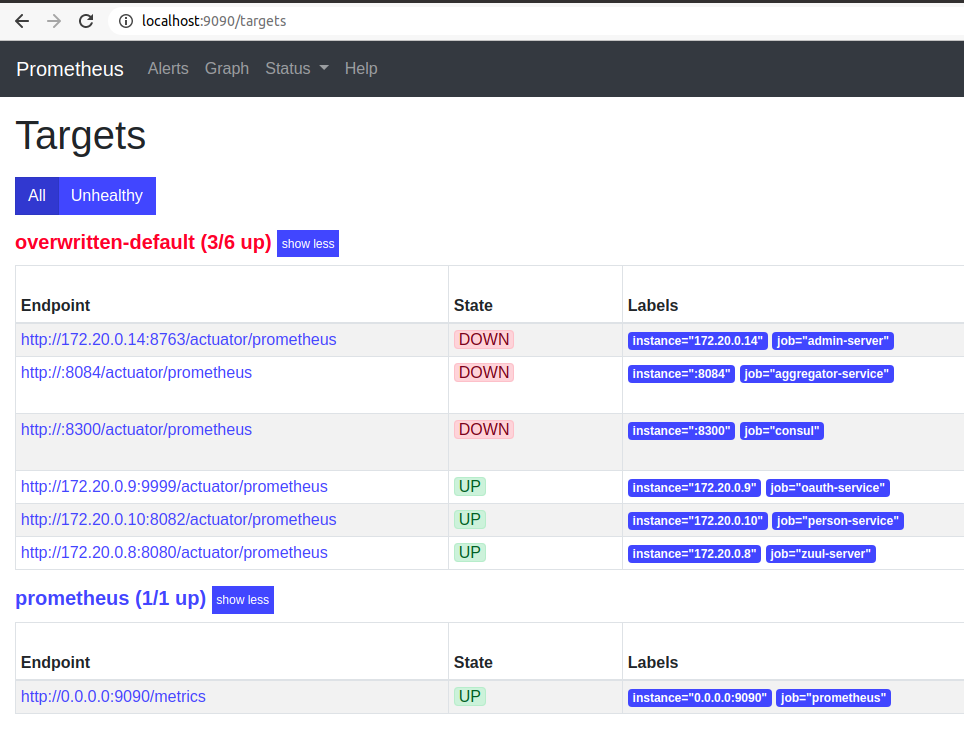 localhost:9090/targets
Prometheus Alerts Graph Status Help
Targets
All Unhealthy
overwritten-default (3/6 up) show less
Endpoint State Labels
http://172.20.0.14:8763/actuator/prometheus DOWN instance="172.20.0.14" job="admin-server"
http://:8084/actuator/prometheus DOWN instance=":8084" job="aggregator-service"
http://:8300/actuator/prometheus DOWN instance=":8300" job="consul"
http://172.20.0.9:9999/actuator/prometheus UP instance="172.20.0.9" job="oauth-service"
http://172.20.0.10:8082/actuator/prometheus UP instance="172.20.0.10" job="person-service"
http://172.20.0.8:8080/actuator/prometheus UP instance="172.20.0.8" job="zuul-server"
prometheus (1/1 up) show less
Endpoint State Labels
http://0.0.0.0:9090/metrics UP instance="0.0.0.0:9090" job="prometheus"